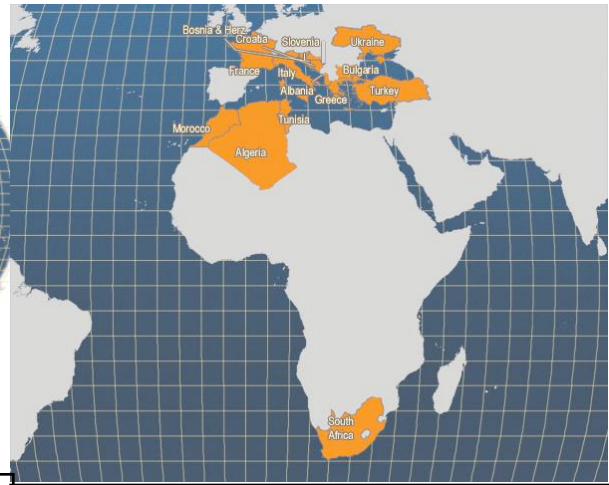 Bosnia & Herz.
Croatia
Slovenia
Ukraine
France
Italy
Bulgaria
Albania
Greece
Turkey
Morocco
Tunisia
Algeria
South
Africa